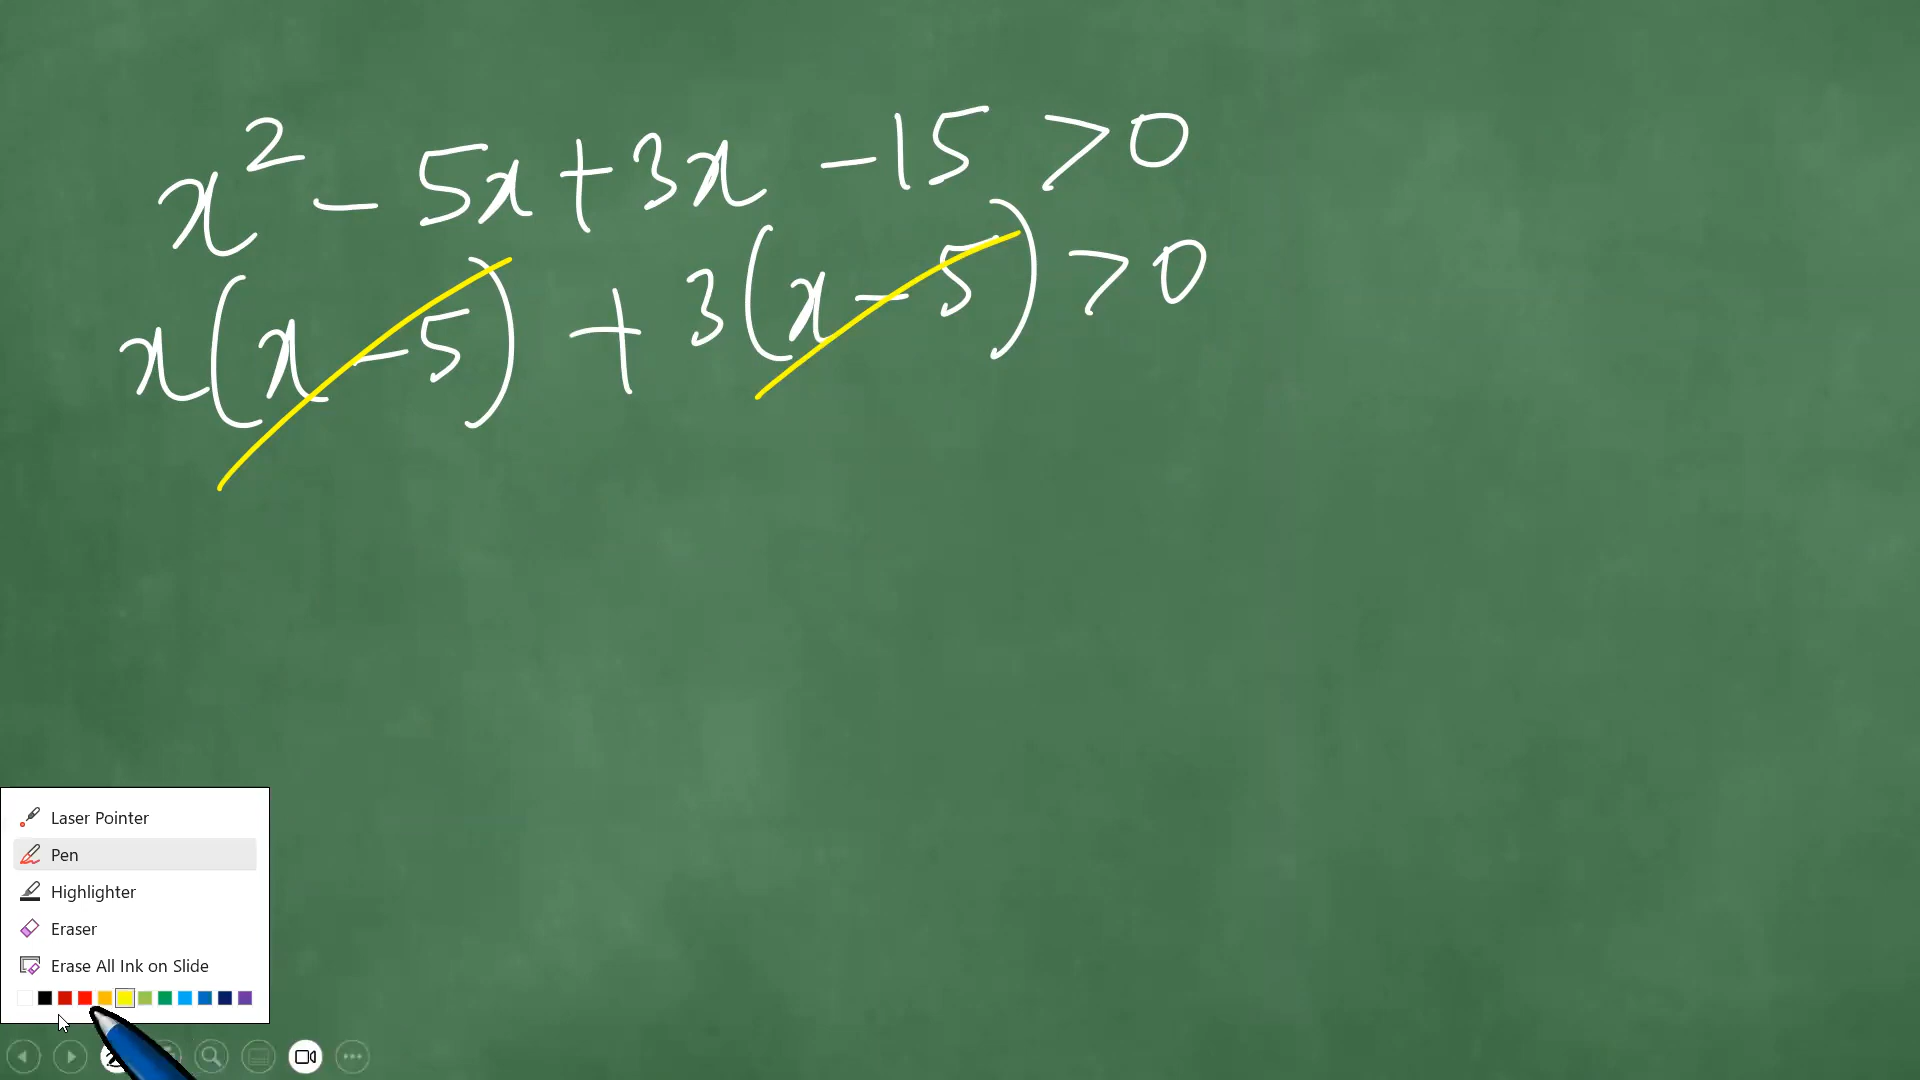 x² - 5x + 3x - 15 > 0
x(x - 5) + 3(x - 5) > 0
Laser Pointer
Pen
Highlighter
Eraser
Erase All Ink on Slide